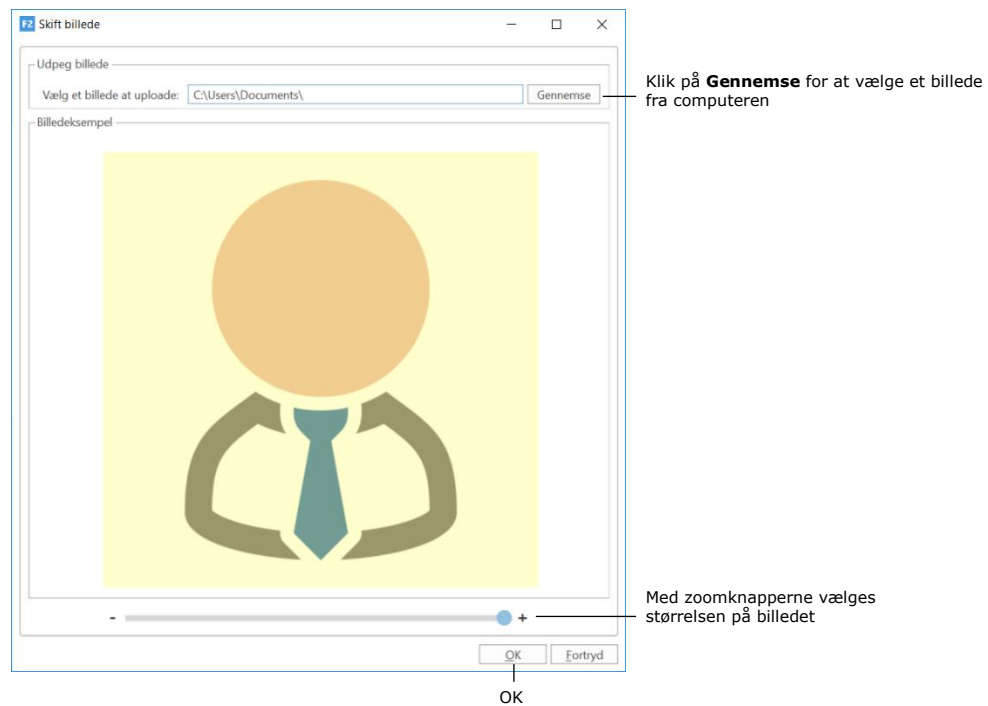 F2 Skift billede
Udpeg billede
Vælg et billede at uploade: C:\Users\Documents\ Gennemse
Klik på Gennemse for at vælge et billede
fra computeren
Billedeksempel
Med zoomknapperne vælges
størrelsen på billedet
- +
OK Fortryd
OK